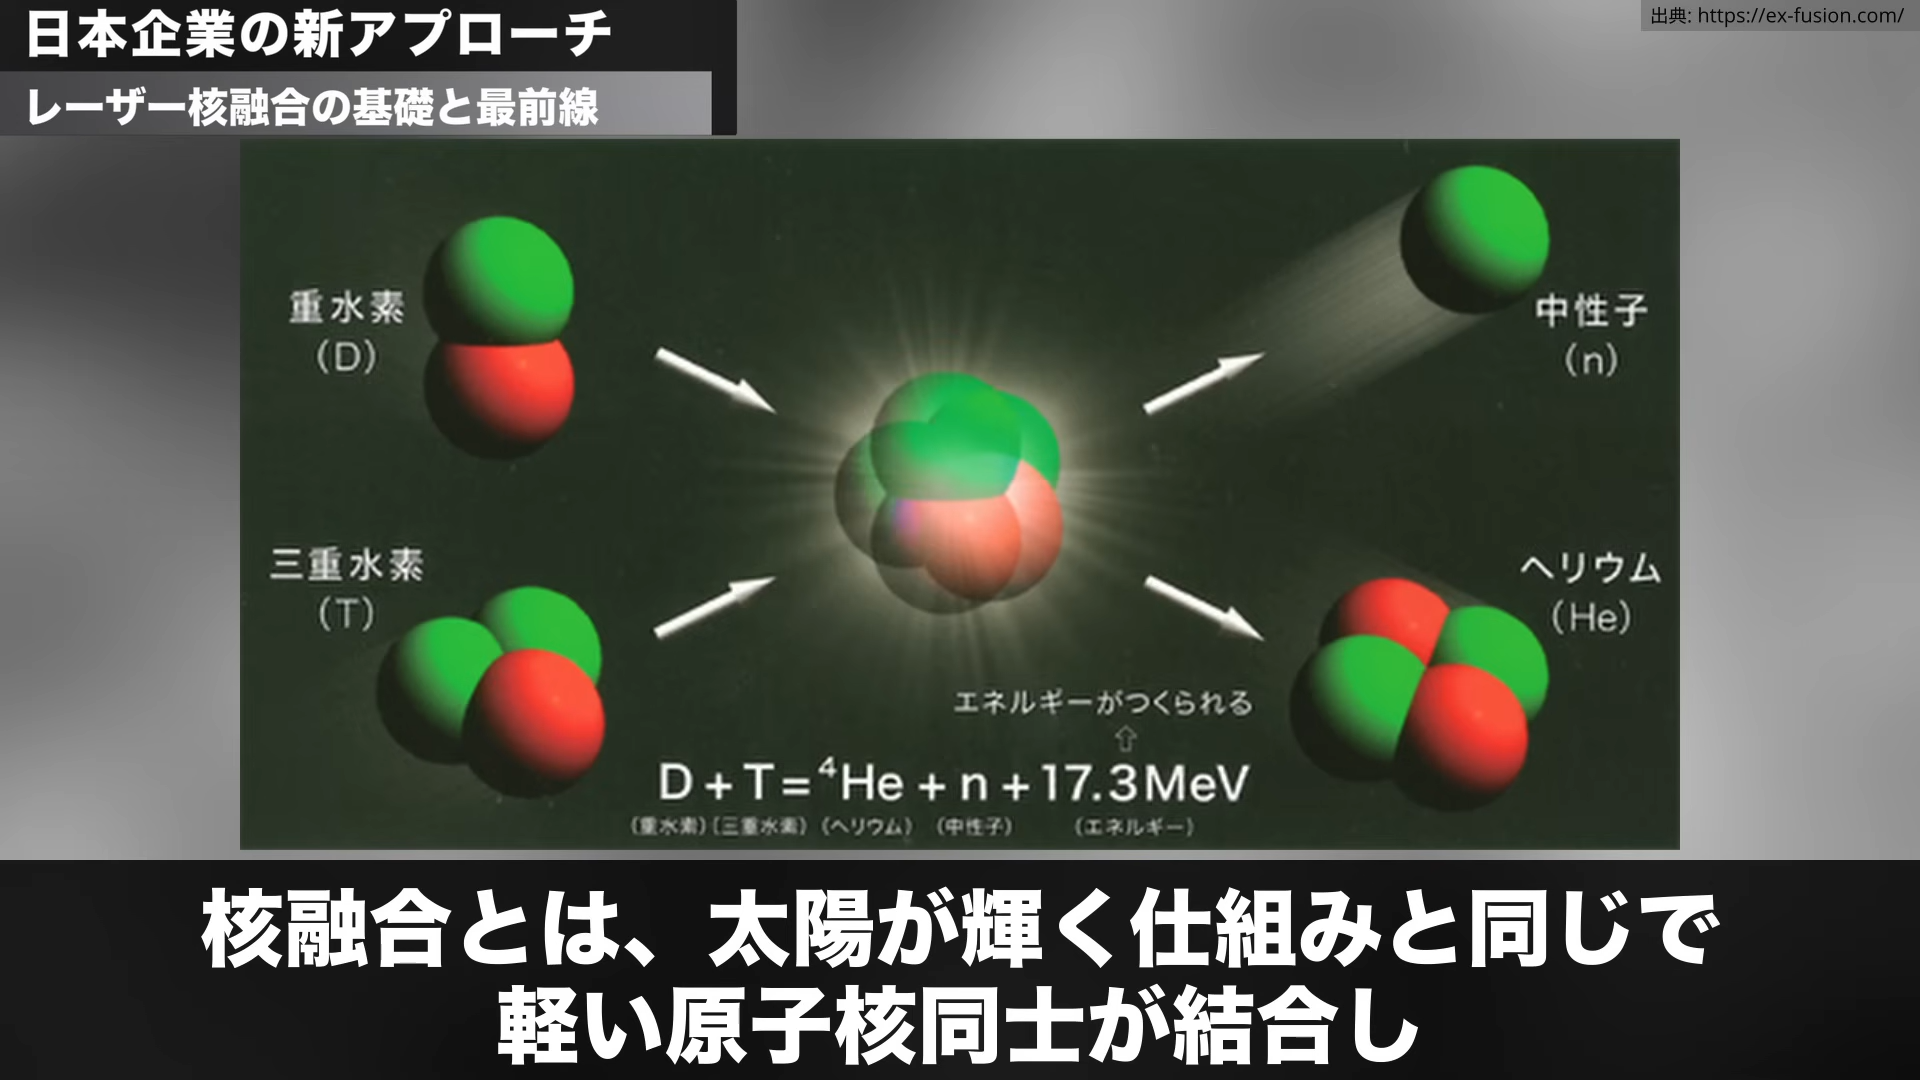 日本企業の新アプローチ
レーザー核融合の基礎と最前線
出典: https://ex-fusion.com/
重水素
(D)
中性子
(n)
三重水素
(T)
ヘリウム
(He)
エネルギーがつくられる
⇧
D+T=⁴He+n+17.3MeV
(重水素)(三重水素)(ヘリウム)(中性子)(エネルギー)
核融合とは、太陽が輝く仕組みと同じで
軽い原子核同士が結合し